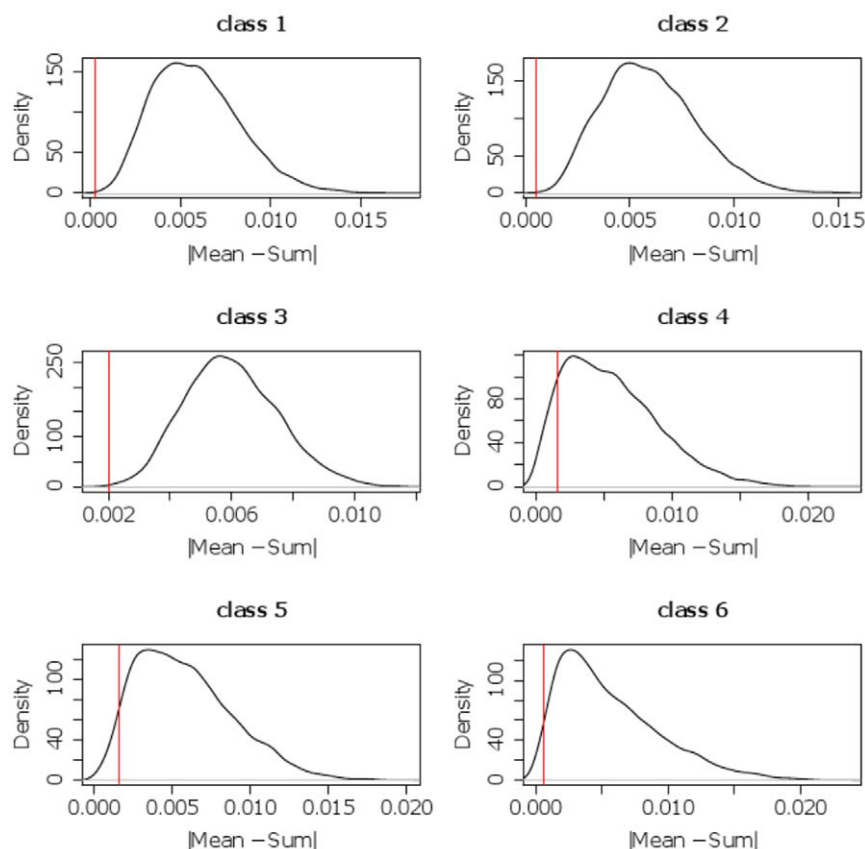 class 1
Density
0 50 150
0.000 0.005 0.010 0.015
|Mean −Sum|
class 2
Density
0 50 150
0.000 0.005 0.010 0.015
|Mean −Sum|
class 3
Density
0 100 250
0.002 0.006 0.010
|Mean −Sum|
class 4
Density
0 40 80
0.000 0.010 0.020
|Mean −Sum|
class 5
Density
0 40 100
0.000 0.005 0.010 0.015 0.020
|Mean −Sum|
class 6
Density
0 40 100
0.000 0.010 0.020
|Mean −Sum|